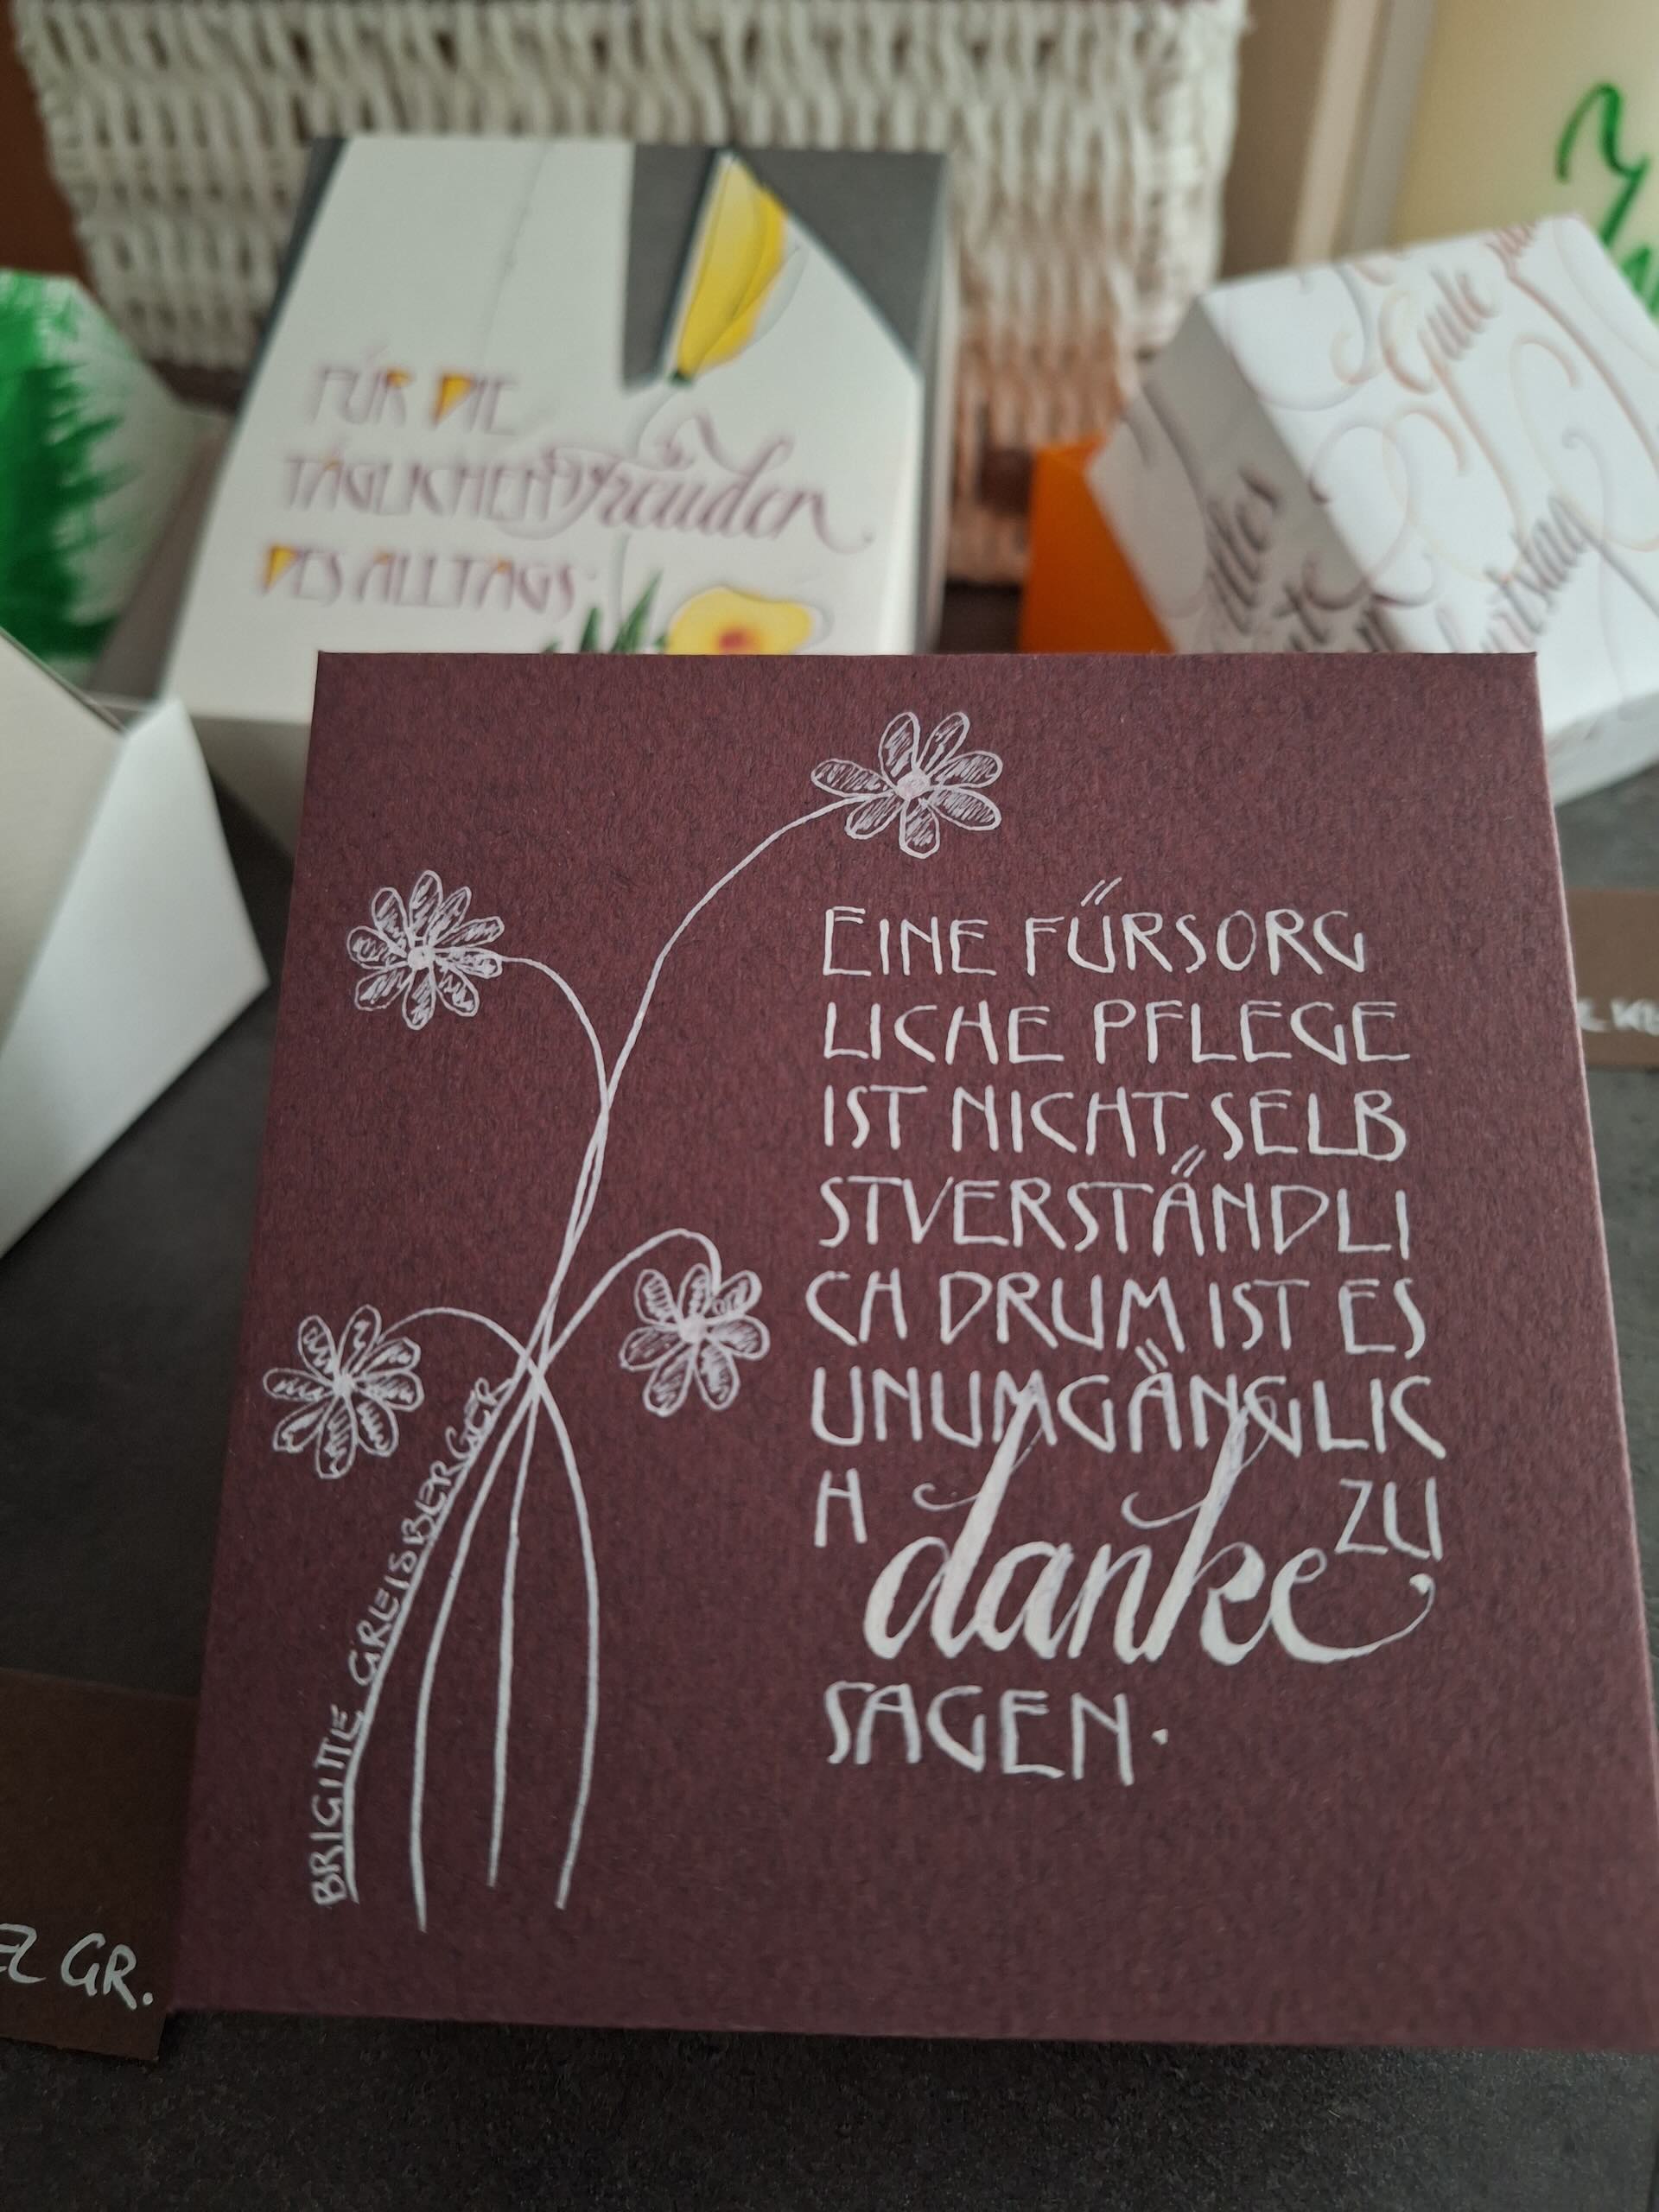 FÜR DIE
TÄGLICHEN Freuden
DES ALLTAGS
Gute
EINE FÜRSORG
LICHE PFLEGE
IST NICHT SELB
STVERSTÄNDLI
CH DRUM IST ES
UNUMGÄNGLIC
H danke ZU
SAGEN.
BRIGITTE GREISBERGER
GR.